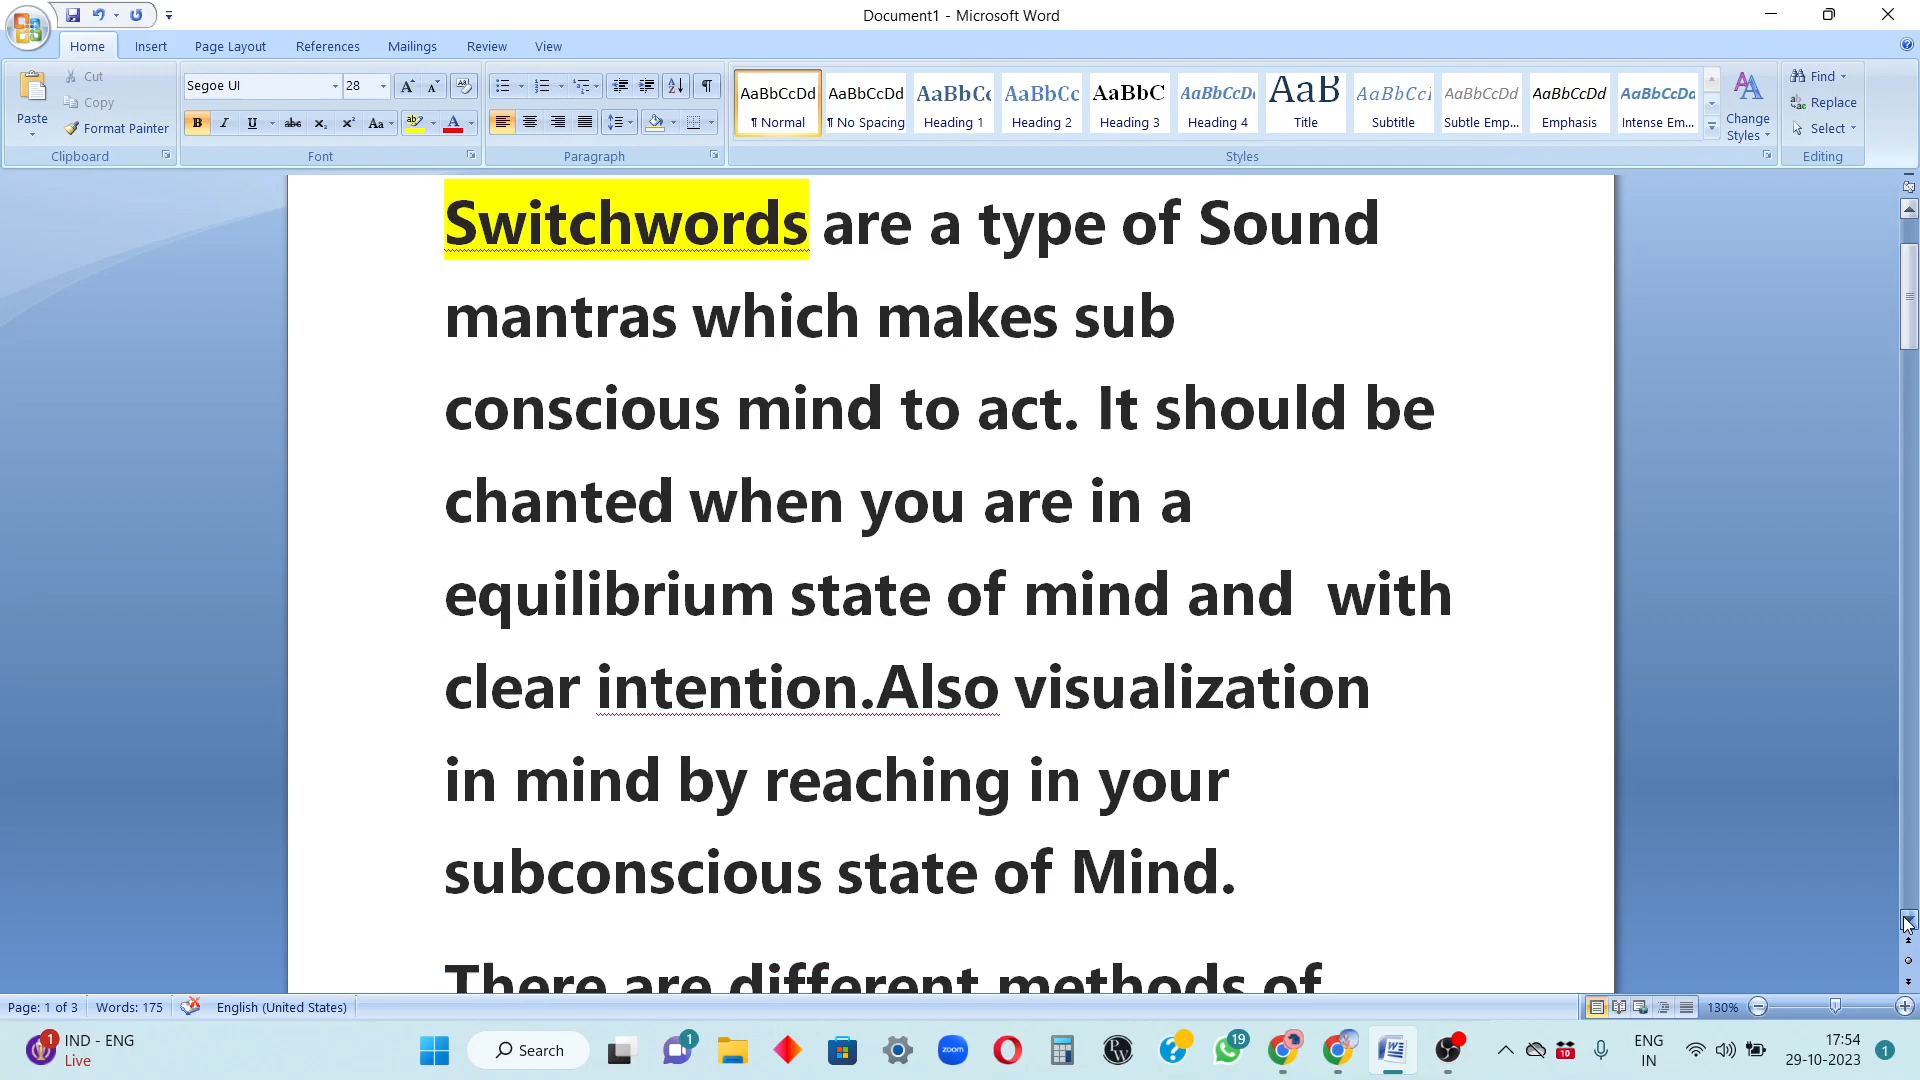 Document1 - Microsoft Word
Home Insert Page Layout References Mailings Review View
Paste
Cut
Copy
Format Painter
Clipboard
Segoe UI 28
Font
Paragraph
AaBbCcDd AaBbCcDd AaBbCc AaBbCc AaBbC AaBbCcDa AaB AaBbCcL AaBbCcDd AaBbCcDd AaBbCcDa
¶ Normal ¶ No Spacing Heading 1 Heading 2 Heading 3 Heading 4 Title Subtitle Subtle Emp... Emphasis Intense Em...
Styles
Change
Styles
Find
Replace
Select
Editing
Switchwords are a type of Sound
mantras which makes sub
conscious mind to act. It should be
chanted when you are in a
equilibrium state of mind and  with
clear intention.Also visualization
in mind by reaching in your
subconscious state of Mind.
There are different methods of
Page: 1 of 3 Words: 175 English (United States) 130%
IND - ENG
Live
Search
zoom
PW
19
10
1
ENG
IN
17:54
29-10-2023